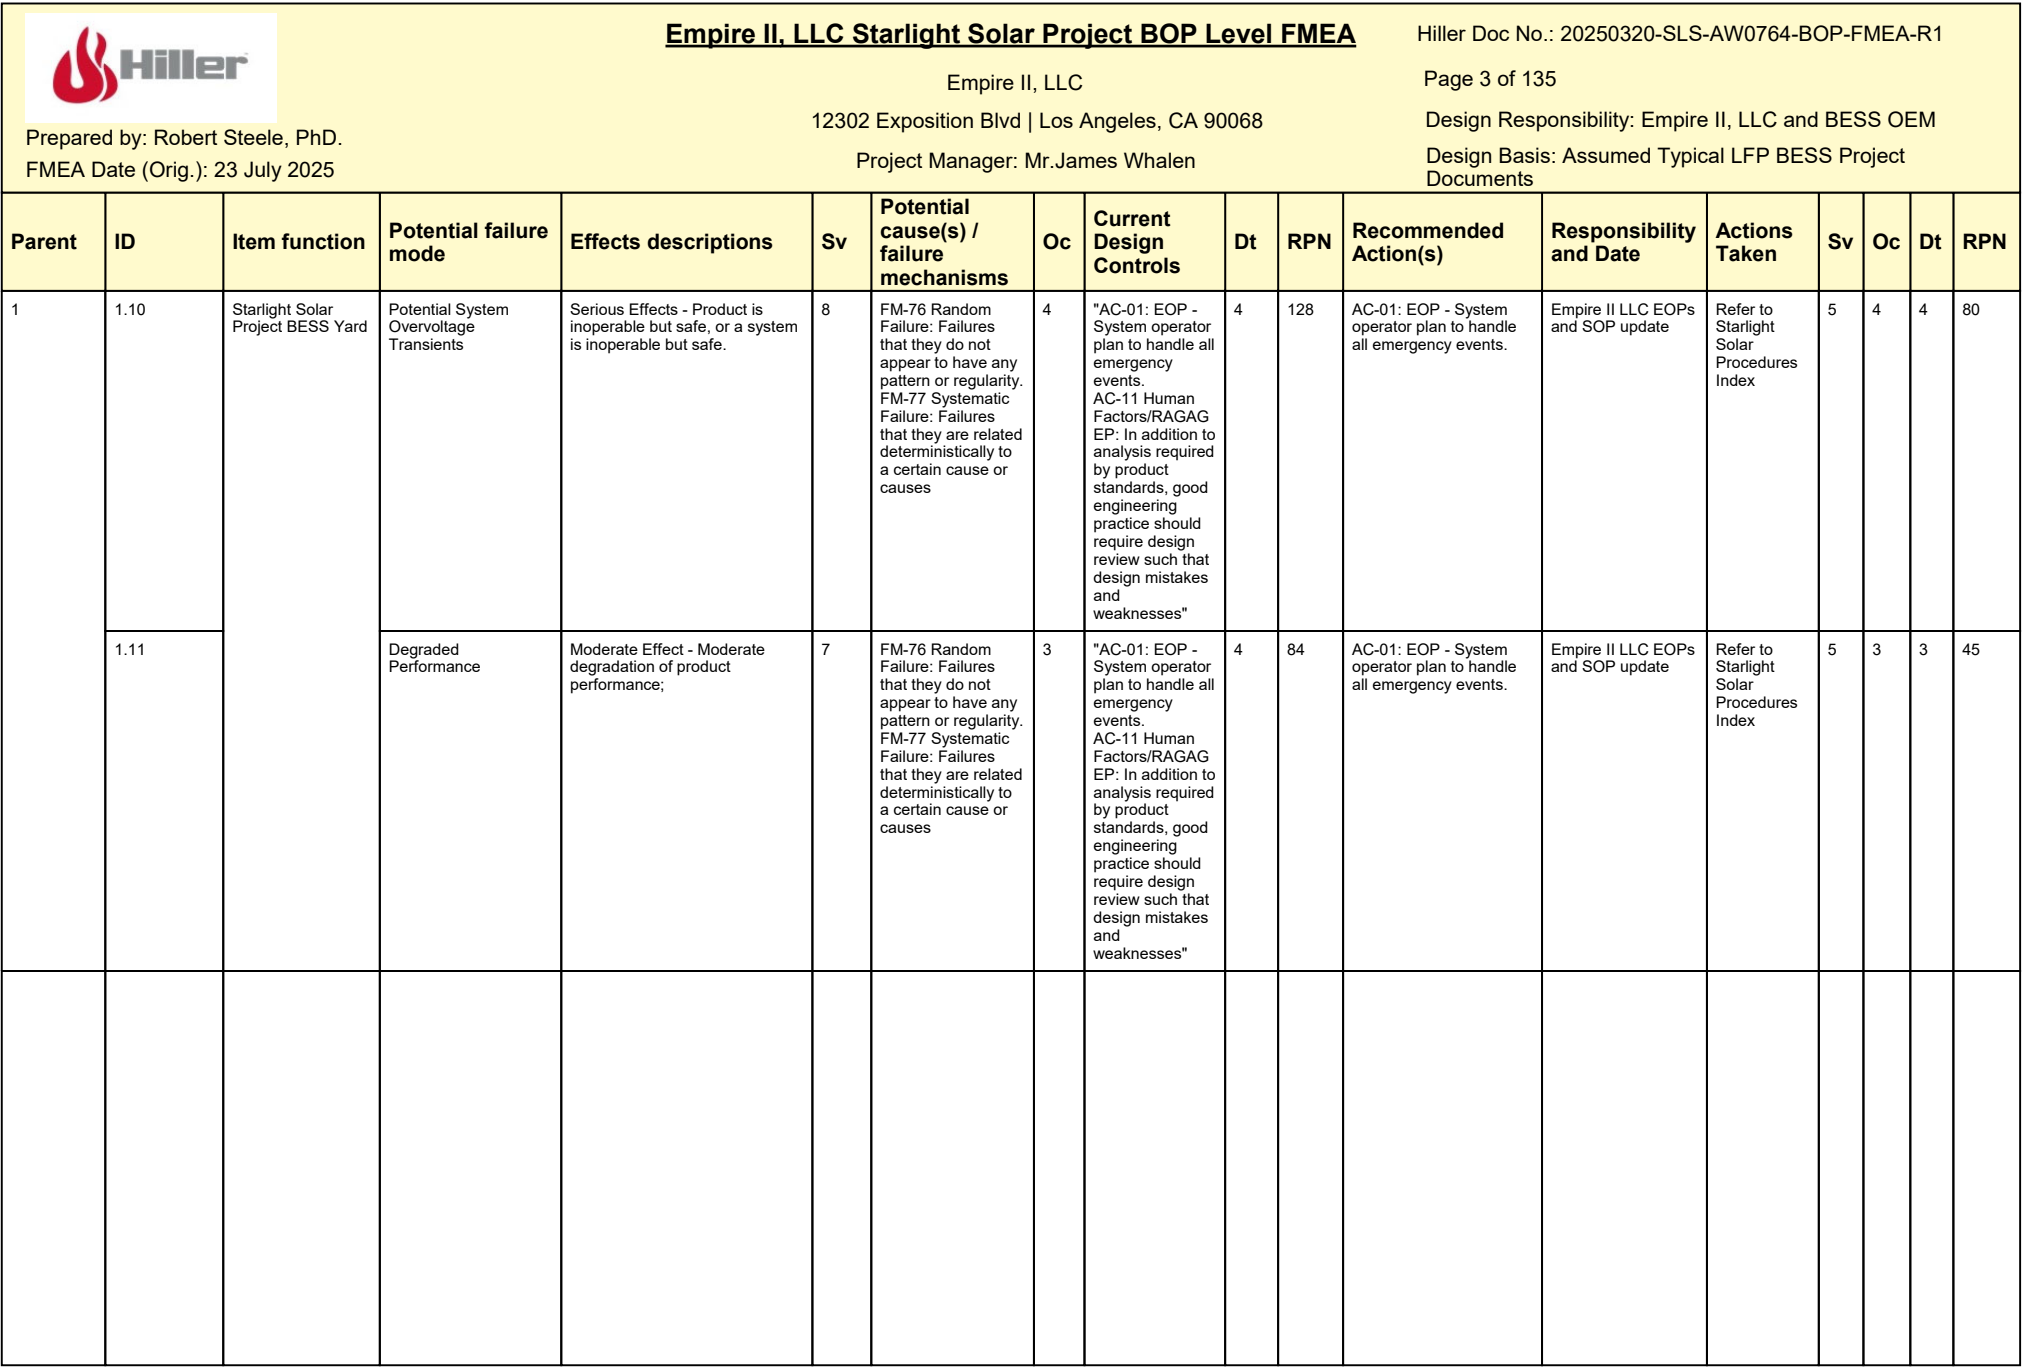 Hiller
Prepared by: Robert Steele, PhD.
FMEA Date (Orig.): 23 July 2025
Empire II, LLC Starlight Solar Project BOP Level FMEA
Empire II, LLC
12302 Exposition Blvd | Los Angeles, CA 90068
Project Manager: Mr.James Whalen
Hiller Doc No.: 20250320-SLS-AW0764-BOP-FMEA-R1
Page 3 of 135
Design Responsibility: Empire II, LLC and BESS OEM
Design Basis: Assumed Typical LFP BESS Project
Documents
Parent
ID
Item function
Potential failure
mode
Effects descriptions
Sv
Potential
cause(s) /
failure
mechanisms
Oc
Current
Design
Controls
Dt
RPN
Recommended
Action(s)
Responsibility
and Date
Actions
Taken
Sv
Oc
Dt
RPN
1
1.10
Starlight Solar
Project BESS Yard
Potential System
Overvoltage
Transients
Serious Effects - Product is
inoperable but safe, or a system
is inoperable but safe.
8
FM-76 Random
Failure: Failures
that they do not
appear to have any
pattern or regularity.
FM-77 Systematic
Failure: Failures
that they are related
deterministically to
a certain cause or
causes
4
"AC-01: EOP -
System operator
plan to handle all
emergency
events.
AC-11 Human
Factors/RAGAG
EP: In addition to
analysis required
by product
standards, good
engineering
practice should
require design
review such that
design mistakes
and
weaknesses"
4
128
AC-01: EOP - System
operator plan to handle
all emergency events.
Empire II LLC EOPs
and SOP update
Refer to
Starlight
Solar
Procedures
Index
5
4
4
80
1.11
Degraded
Performance
Moderate Effect - Moderate
degradation of product
performance;
7
FM-76 Random
Failure: Failures
that they do not
appear to have any
pattern or regularity.
FM-77 Systematic
Failure: Failures
that they are related
deterministically to
a certain cause or
causes
3
"AC-01: EOP -
System operator
plan to handle all
emergency
events.
AC-11 Human
Factors/RAGAG
EP: In addition to
analysis required
by product
standards, good
engineering
practice should
require design
review such that
design mistakes
and
weaknesses"
4
84
AC-01: EOP - System
operator plan to handle
all emergency events.
Empire II LLC EOPs
and SOP update
Refer to
Starlight
Solar
Procedures
Index
5
3
3
45